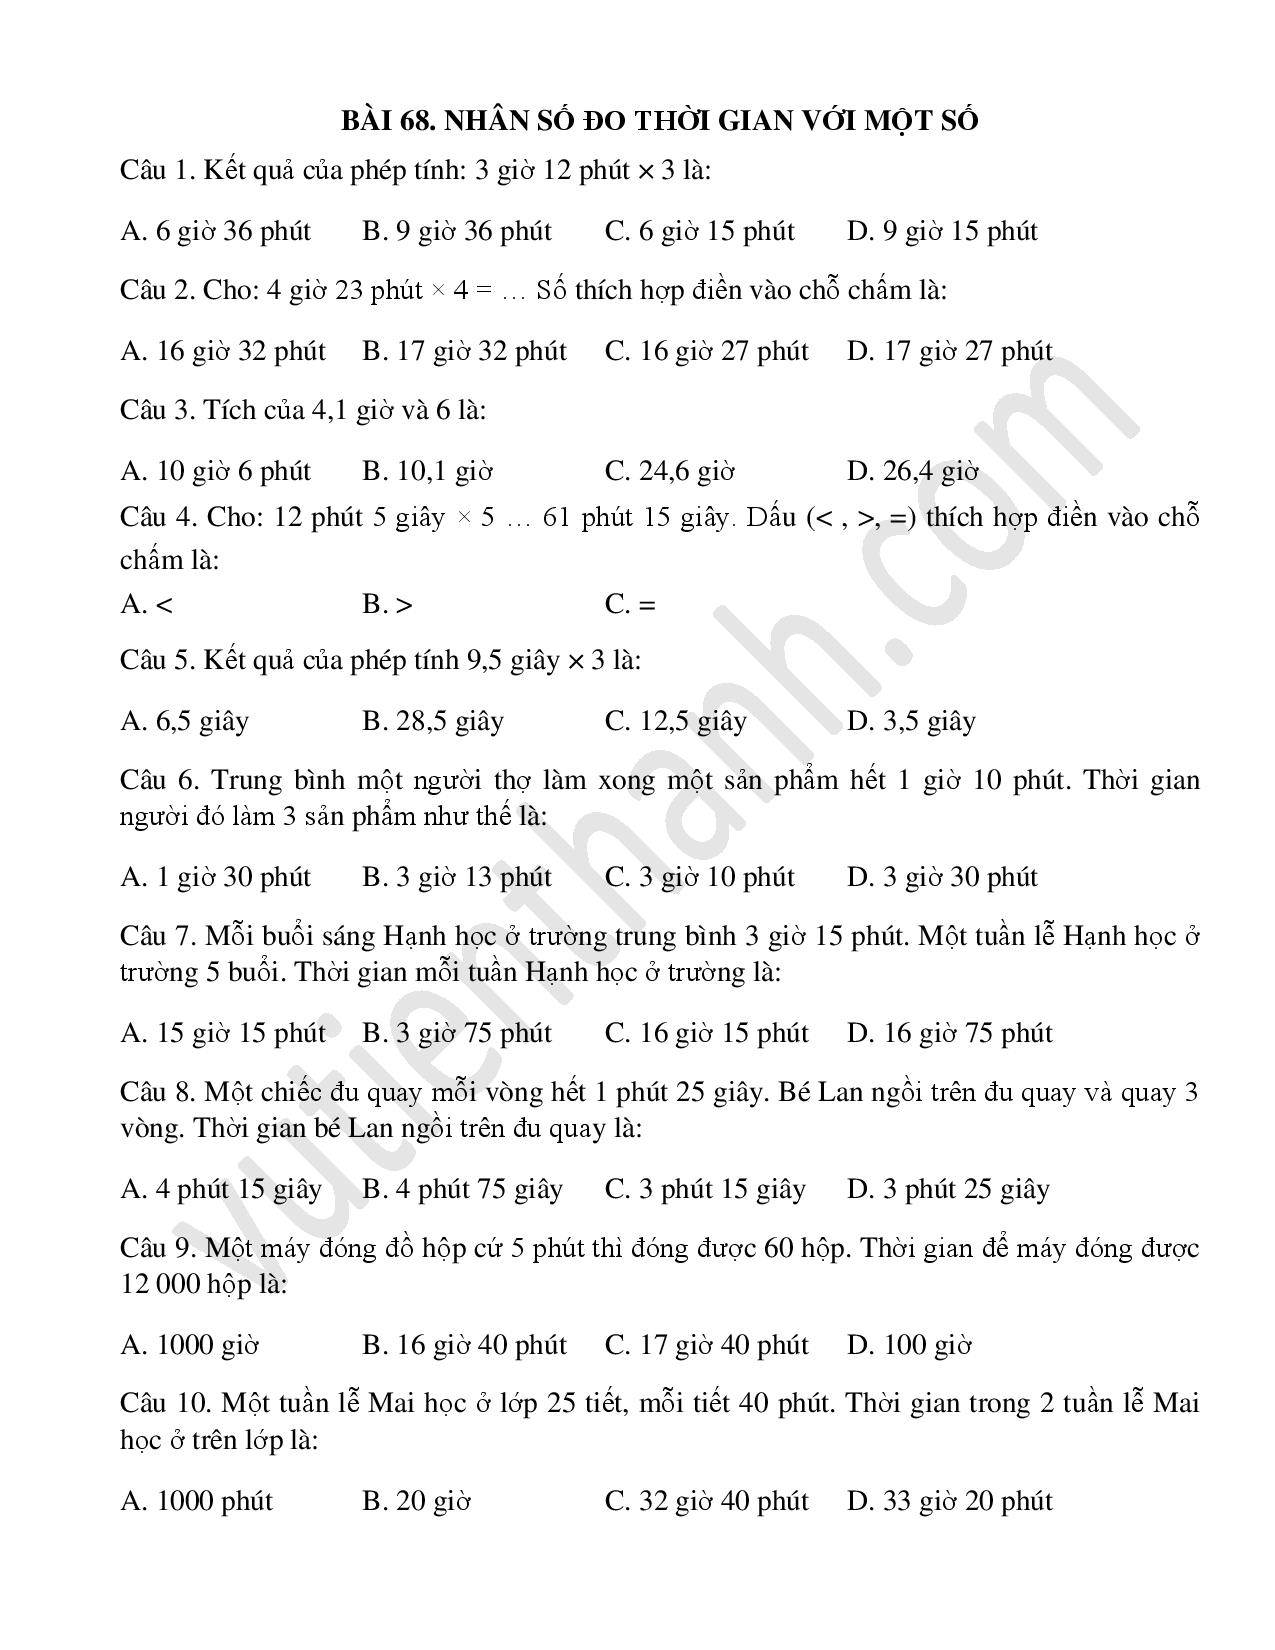 BÀI 68. NHÂN SỐ ĐO THỜI GIAN VỚI MỘT SỐ
Câu 1. Kết quả của phép tính: 3 giờ 12 phút × 3 là:
A. 6 giờ 36 phút B. 9 giờ 36 phút C. 6 giờ 15 phút D. 9 giờ 15 phút
Câu 2. Cho: 4 giờ 23 phút × 4 = … Số thích hợp điền vào chỗ chấm là:
A. 16 giờ 32 phút B. 17 giờ 32 phút C. 16 giờ 27 phút D. 17 giờ 27 phút
Câu 3. Tích của 4,1 giờ và 6 là:
A. 10 giờ 6 phút B. 10,1 giờ C. 24,6 giờ D. 26,4 giờ
Câu 4. Cho: 12 phút 5 giây × 5 … 61 phút 15 giây. Dấu (< , >, =) thích hợp điền vào chỗ
chấm là:
A. < B. > C. =
Câu 5. Kết quả của phép tính 9,5 giây × 3 là:
A. 6,5 giây B. 28,5 giây C. 12,5 giây D. 3,5 giây
Câu 6. Trung bình một người thợ làm xong một sản phẩm hết 1 giờ 10 phút. Thời gian
người đó làm 3 sản phẩm như thế là:
A. 1 giờ 30 phút B. 3 giờ 13 phút C. 3 giờ 10 phút D. 3 giờ 30 phút
Câu 7. Mỗi buổi sáng Hạnh học ở trường trung bình 3 giờ 15 phút. Một tuần lễ Hạnh học ở
trường 5 buổi. Thời gian mỗi tuần Hạnh học ở trường là:
A. 15 giờ 15 phút B. 3 giờ 75 phút C. 16 giờ 15 phút D. 16 giờ 75 phút
Câu 8. Một chiếc đu quay mỗi vòng hết 1 phút 25 giây. Bé Lan ngồi trên đu quay và quay 3
vòng. Thời gian bé Lan ngồi trên đu quay là:
A. 4 phút 15 giây B. 4 phút 75 giây C. 3 phút 15 giây D. 3 phút 25 giây
Câu 9. Một máy đóng đồ hộp cứ 5 phút thì đóng được 60 hộp. Thời gian để máy đóng được
12 000 hộp là:
A. 1000 giờ B. 16 giờ 40 phút C. 17 giờ 40 phút D. 100 giờ
Câu 10. Một tuần lễ Mai học ở lớp 25 tiết, mỗi tiết 40 phút. Thời gian trong 2 tuần lễ Mai
học ở trên lớp là:
A. 1000 phút B. 20 giờ C. 32 giờ 40 phút D. 33 giờ 20 phút
vutienthanh.com